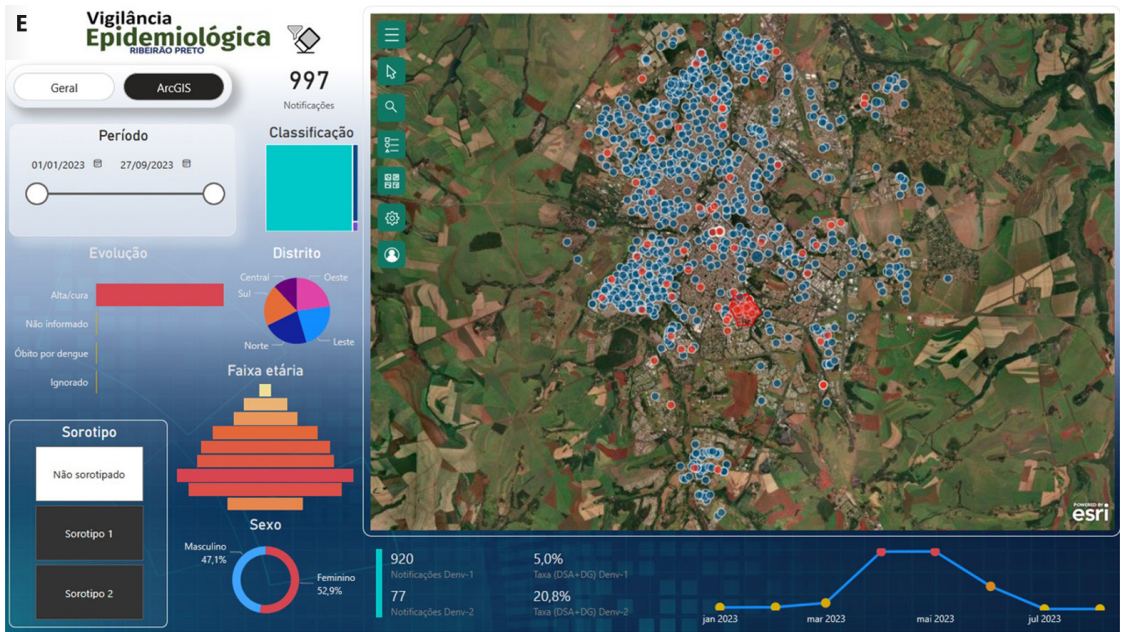 E
Vigilância
Epidemiológica
RIBEIRÃO PRETO
Geral
ArcGIS
997
Notificações
Período
01/01/2023
27/09/2023
Classificação
Evolução
Alta/cura
Não informado
Óbito por dengue
Ignorado
Distrito
Central
Oeste
Sul
Norte
Leste
Faixa etária
Sorotipo
Não sorotipado
Sorotipo 1
Sorotipo 2
Sexo
Masculino
47,1%
Feminino
52,9%
POWERED BY
esri
920
Notificações Denv-1
5,0%
Taxa (DSA+DG) Denv-1
77
Notificações Denv-2
20,8%
Taxa (DSA+DG) Denv-2
jan 2023
mar 2023
mai 2023
jul 2023